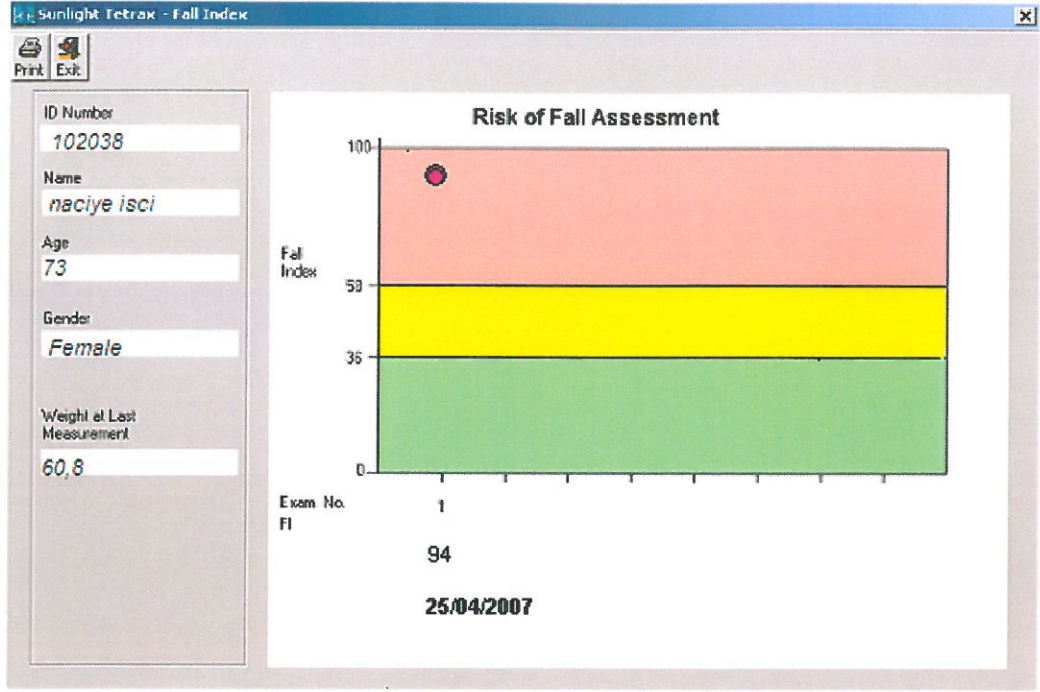 Sunlight Tetrax - Fall Index
Print Exit
ID Number
102038
Name
naciye isci
Age
73
Gender
Female
Weight at Last
Measurement
60,8
Risk of Fall Assessment
100
Fall
Index
58
36
0
Exam. No. 1
FI
94
25/04/2007